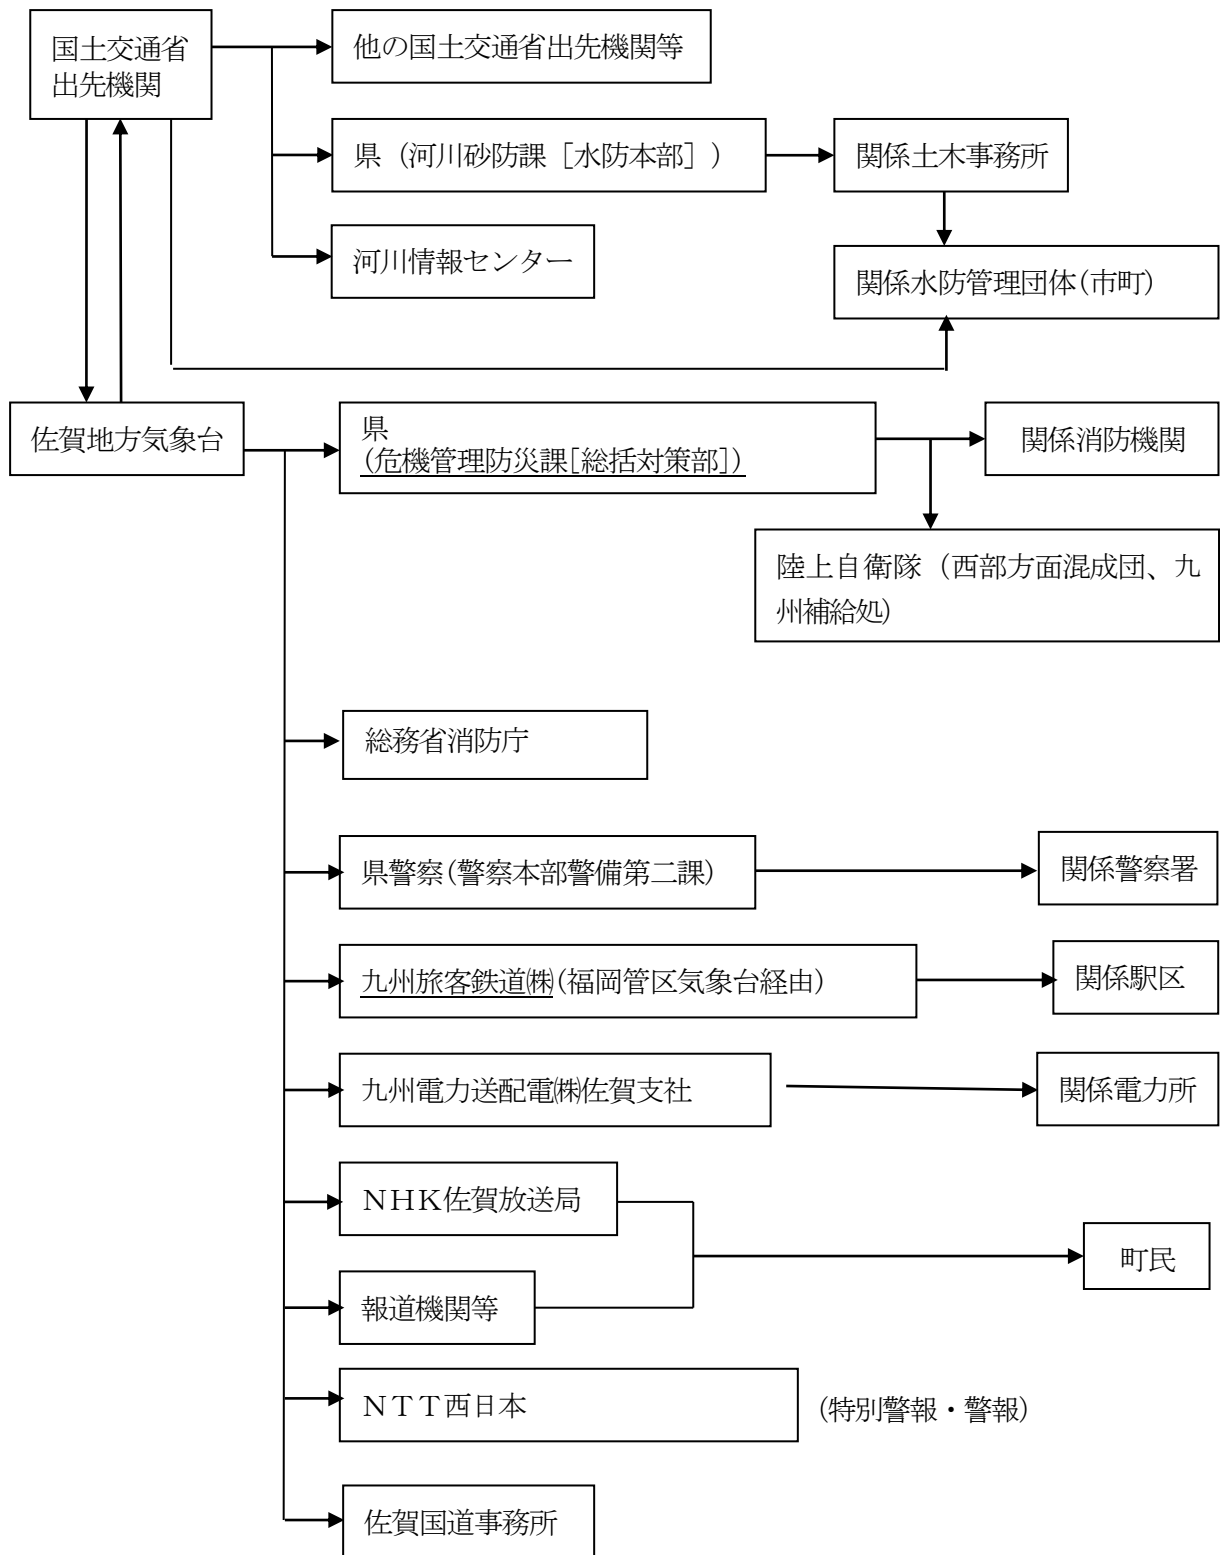 国土交通省
出先機関
他の国土交通省出先機関等
県（河川砂防課［水防本部］）
関係土木事務所
河川情報センター
関係水防管理団体(市町)
佐賀地方気象台
県
(危機管理防災課[総括対策部])
関係消防機関
陸上自衛隊（西部方面混成団、九
州補給処)
総務省消防庁
県警察(警察本部警備第二課)
関係警察署
九州旅客鉄道㈱(福岡管区気象台経由)
関係駅区
九州電力送配電㈱佐賀支社
関係電力所
ＮＨＫ佐賀放送局
町民
報道機関等
ＮＴＴ西日本
(特別警報・警報)
佐賀国道事務所